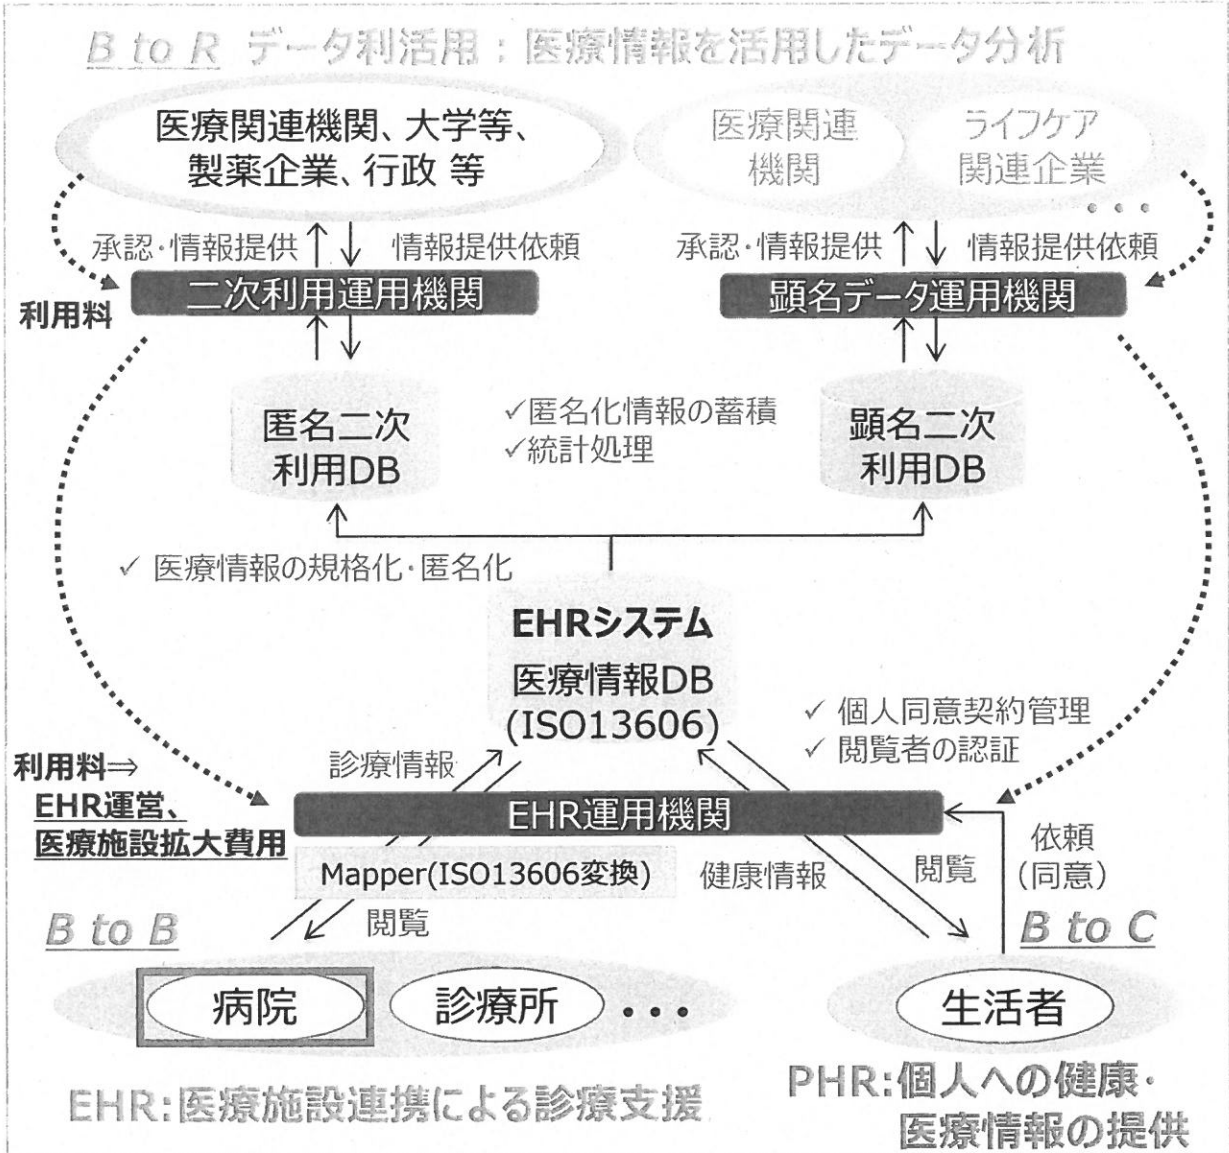 B to R データ利活用：医療情報を活用したデータ分析
医療関連機関、大学等、
製薬企業、行政 等
医療関連
機関
ライフケア
関連企業
・・・
承認・情報提供
情報提供依頼
承認・情報提供
情報提供依頼
二次利用運用機関
顕名データ運用機関
利用料
匿名二次
利用DB
✓匿名化情報の蓄積
✓統計処理
顕名二次
利用DB
✓ 医療情報の規格化・匿名化
EHRシステム
医療情報DB
(ISO13606)
✓ 個人同意契約管理
✓ 閲覧者の認証
利用料⇒
EHR運営、
医療施設拡大費用
診療情報
EHR運用機関
Mapper(ISO13606変換)
健康情報
閲覧
依頼
(同意)
閲覧
B to B
B to C
病院
診療所
・・・
生活者
EHR:医療施設連携による診療支援
PHR:個人への健康・
医療情報の提供